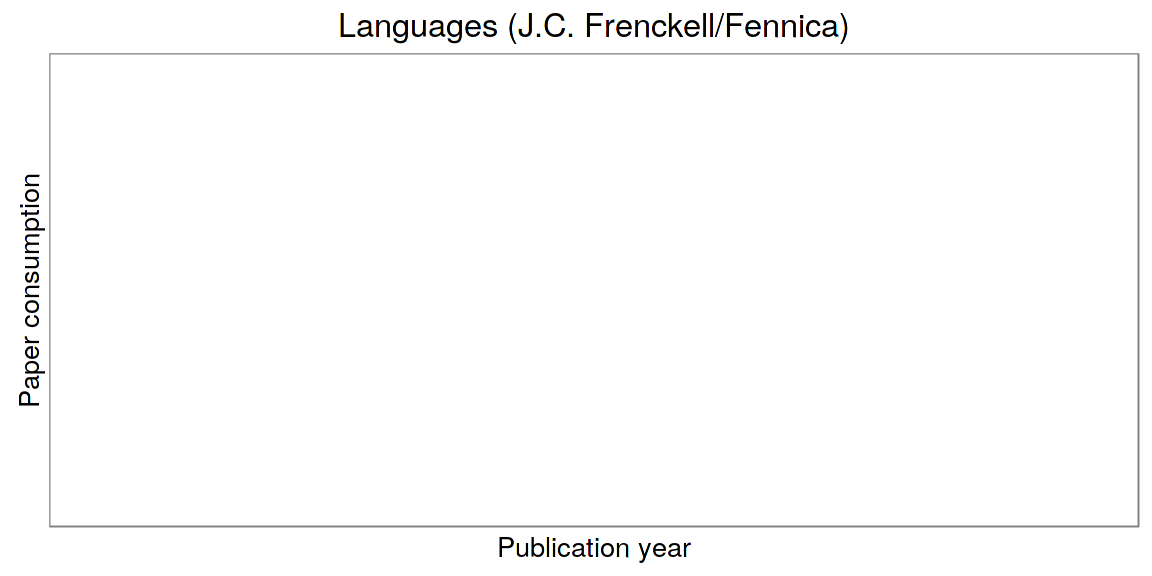 Languages (J.C. Frenckell/Fennica)
Paper consumption
Publication year